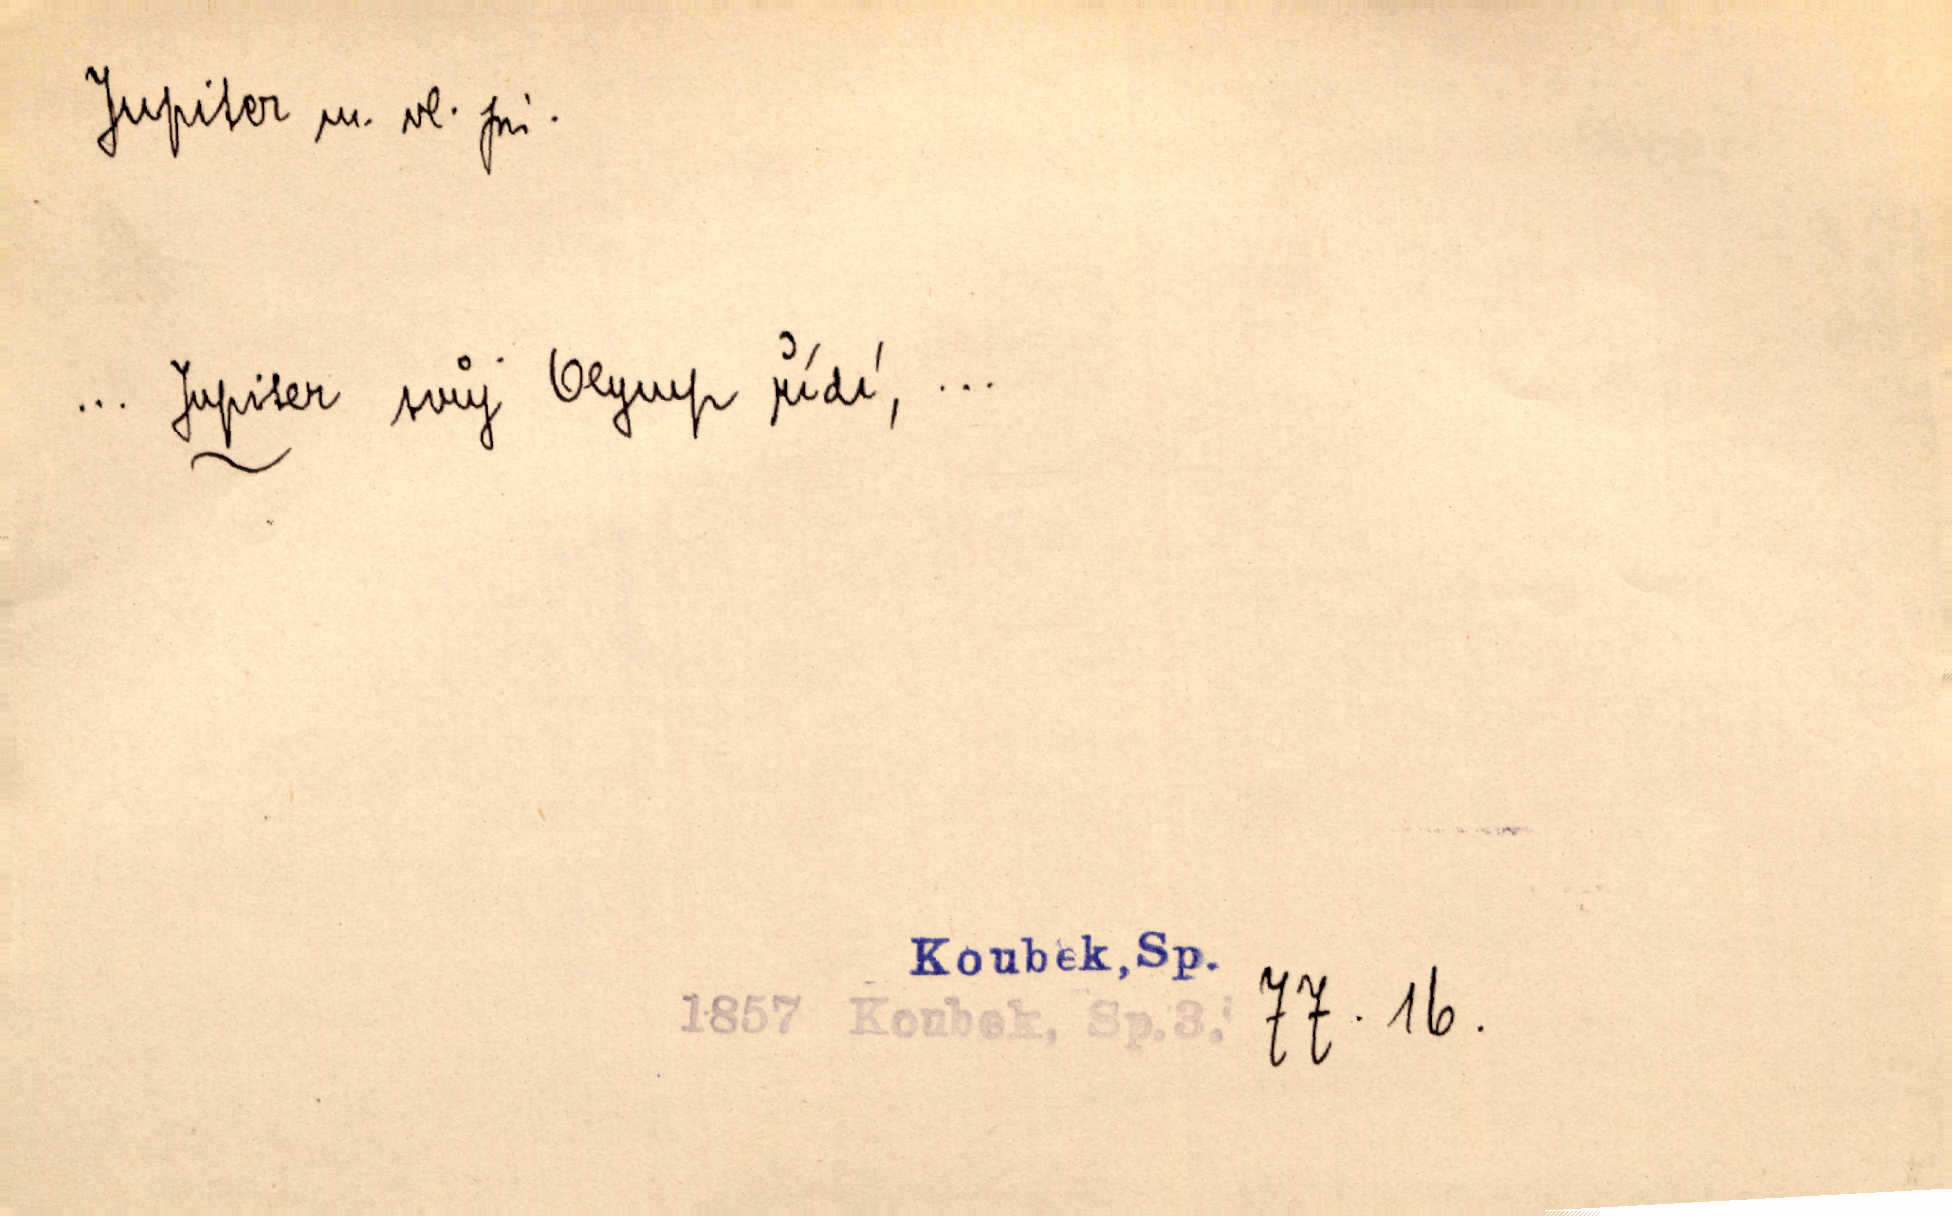 Jupiter m. vl. jm.
... Jupiter svůj Olymp řídí, ...
Koubek, Sp.
1857 Koubek, Sp.3. 77. 16.